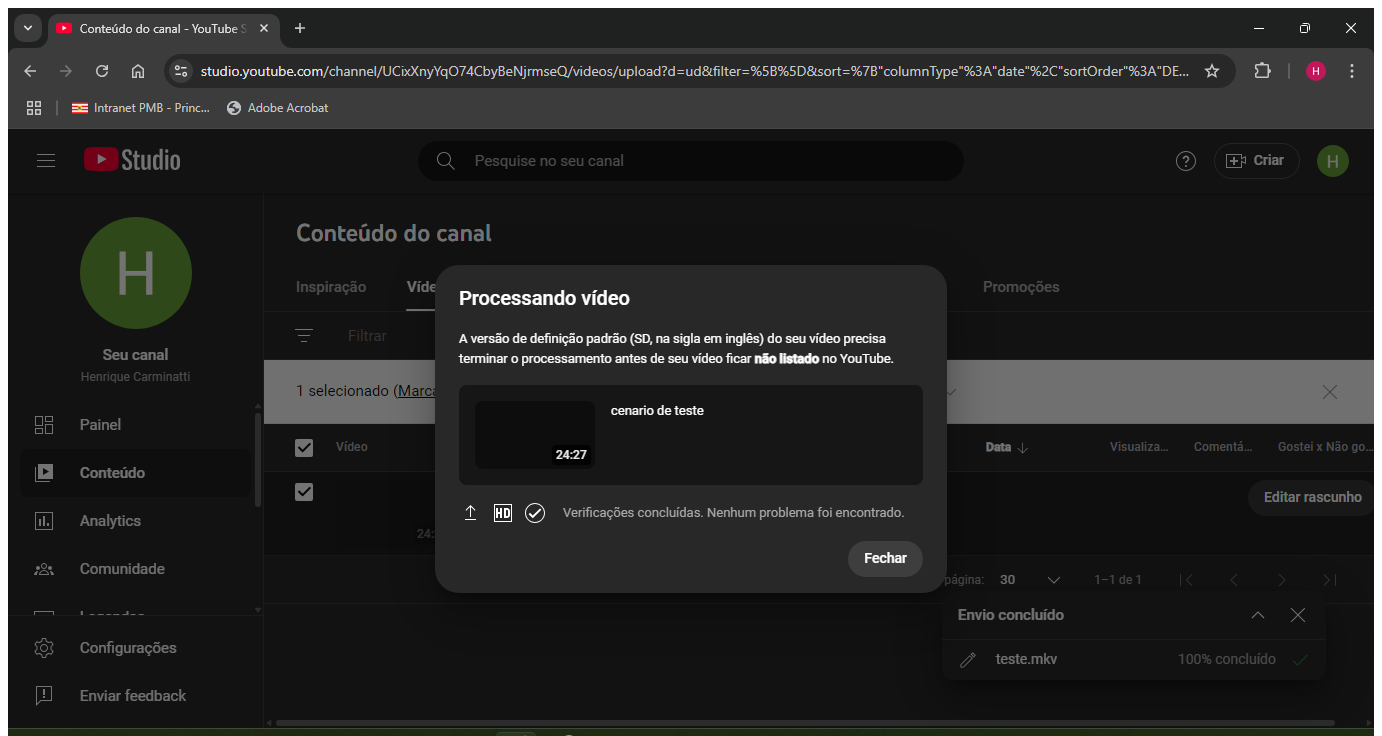 Conteúdo do canal - YouTube S
studio.youtube.com/channel/UCixXnyYqO74CbyBeNjrmseQ/videos/upload?d=ud&filter=%5B%5D&sort=%7B"columnType"%3A"date"%2C"sortOrder"%3A"DE...
H
Intranet PMB - Princ...
Adobe Acrobat
Studio
Pesquise no seu canal
Criar
H
H
Seu canal
Henrique Carminatti
Painel
Conteúdo
Analytics
Comunidade
Configurações
Enviar feedback
Conteúdo do canal
Inspiração
Promoções
Filtrar
1 selecionado (Marca
Vídeo
Data
Visualiza...
Comentá...
Gostei x Não go...
Editar rascunho
página: 30
1–1 de 1
Processando vídeo
A versão de definição padrão (SD, na sigla em inglês) do seu vídeo precisa
terminar o processamento antes de seu vídeo ficar não listado no YouTube.
cenario de teste
24:27
HD
Verificações concluídas. Nenhum problema foi encontrado.
Fechar
Envio concluído
teste.mkv
100% concluído